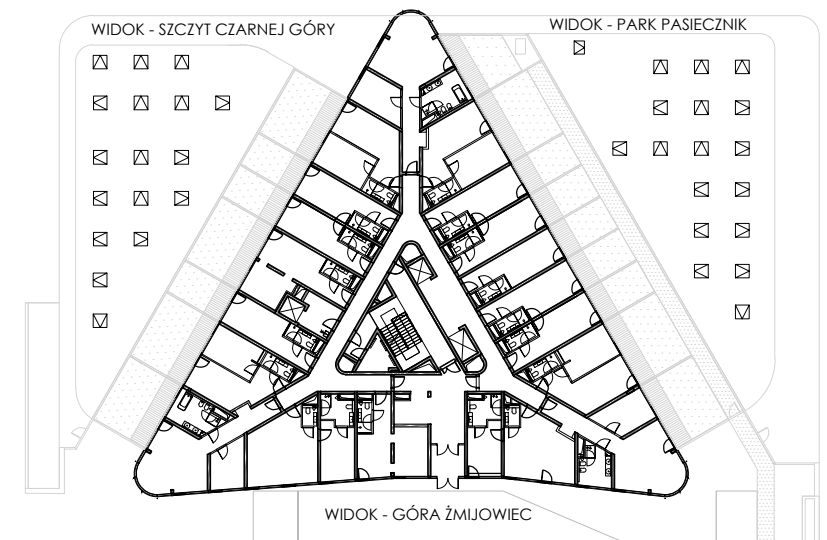 WIDOK - SZCZYT CZARNEJ GÓRY
WIDOK - PARK PASIECZNIK
WIDOK - GÓRA ŻMIJOWIEC